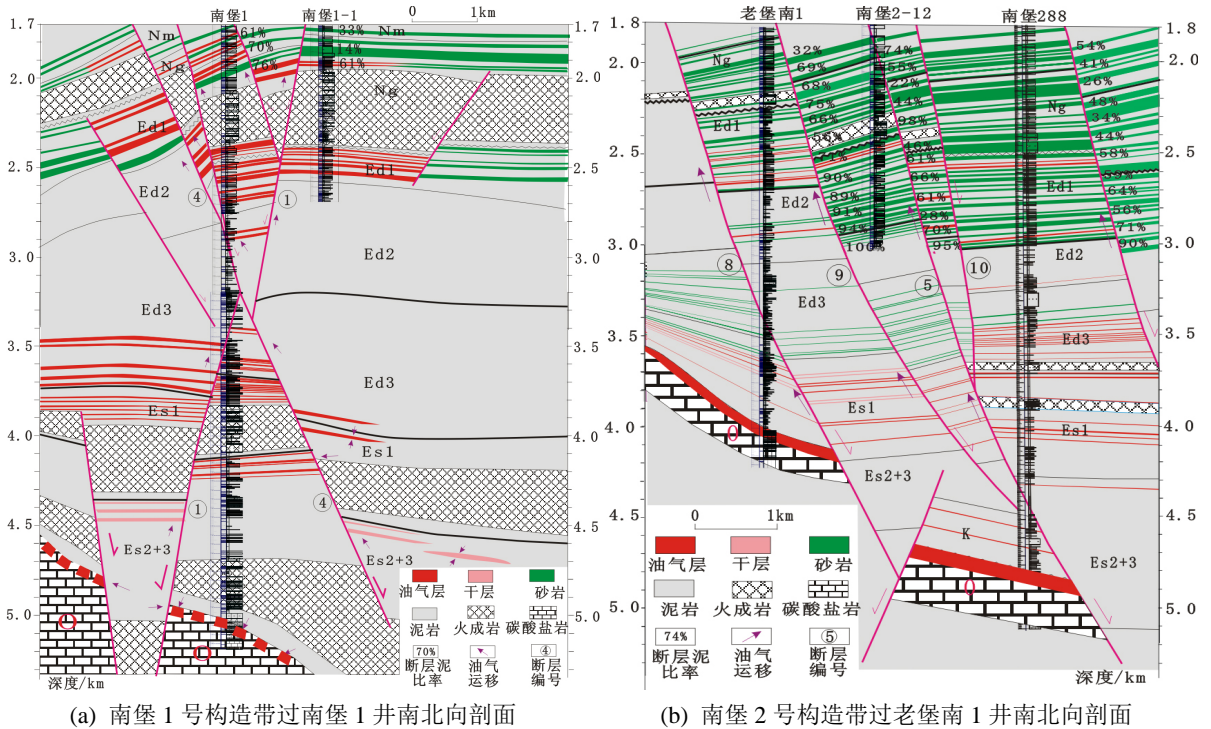 南堡1
南堡1-1
0 1km
1.7
2.0
2.5
3.0
3.5
4.0
4.5
5.0
深度/km
Nm
Ng
Ed1
Ed2
Ed3
Es1
Es2+3
61%
70%
76%
33%
14%
61%
Nm
Ng
Ed1
Ed2
Ed3
Es1
Es2+3
④
①
①
④
O
O
1.7
2.0
2.5
3.0
3.5
4.0
4.5
5.0
油气层 干层 砂岩
泥岩 火成岩 碳酸盐岩
70% ④
断层泥 油气 断层
比率 运移 编号
(a) 南堡 1 号构造带过南堡 1 井南北向剖面
老堡南1
南堡2-12
南堡288
1.8
2.0
2.5
3.0
3.5
4.0
4.5
5.0
Ng
Ed1
Ed2
Ed3
Es1
Es2+3
K
O
O
32%
69%
68%
75%
66%
90%
89%
91%
94%
100%
74%
55%
22%
44%
98%
46%
61%
66%
61%
28%
70%
95%
54%
41%
26%
48%
34%
44%
58%
59%
64%
56%
71%
90%
Ng
Ed1
Ed2
Ed3
Es1
Es2+3
⑧
⑨
⑤
⑩
1.8
2.0
2.5
3.0
3.5
4.0
4.5
5.0
深度/km
0 1km
油气层 干层 砂岩
泥岩 火成岩 碳酸盐岩
74% ⑤
断层泥 油气 断层
比率 运移 编号
(b) 南堡 2 号构造带过老堡南 1 井南北向剖面